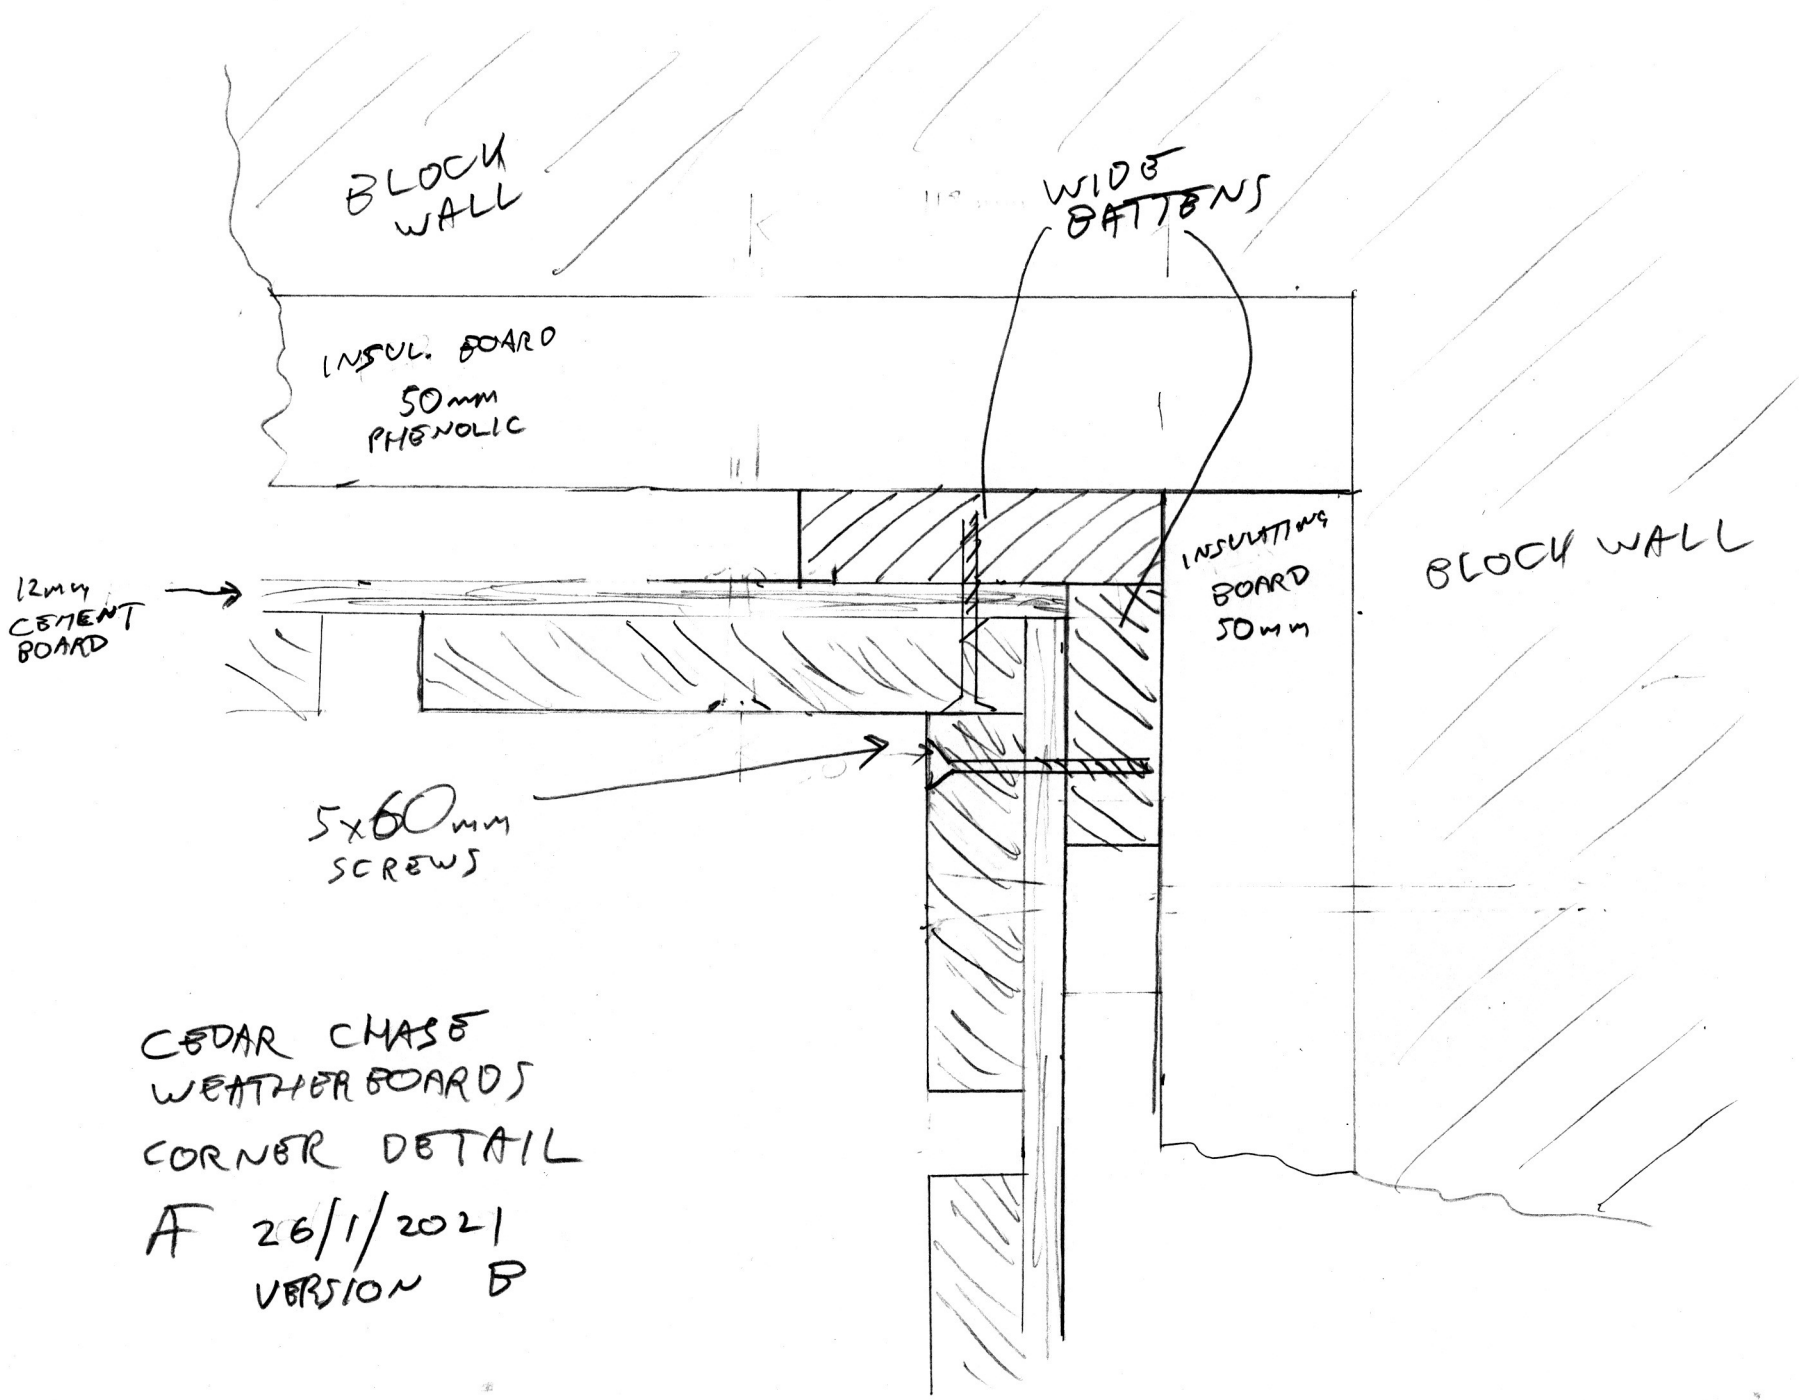 BLOCK
WALL
WIDE
BATTENS
INSUL. BOARD
50mm
PHENOLIC
INSULATING
BOARD
50mm
BLOCK WALL
12mm
CEMENT
BOARD
5x60mm
SCREWS
CEDAR CHASE
WEATHERBOARDS
CORNER DETAIL
AF 26/1/2021
VERSION B